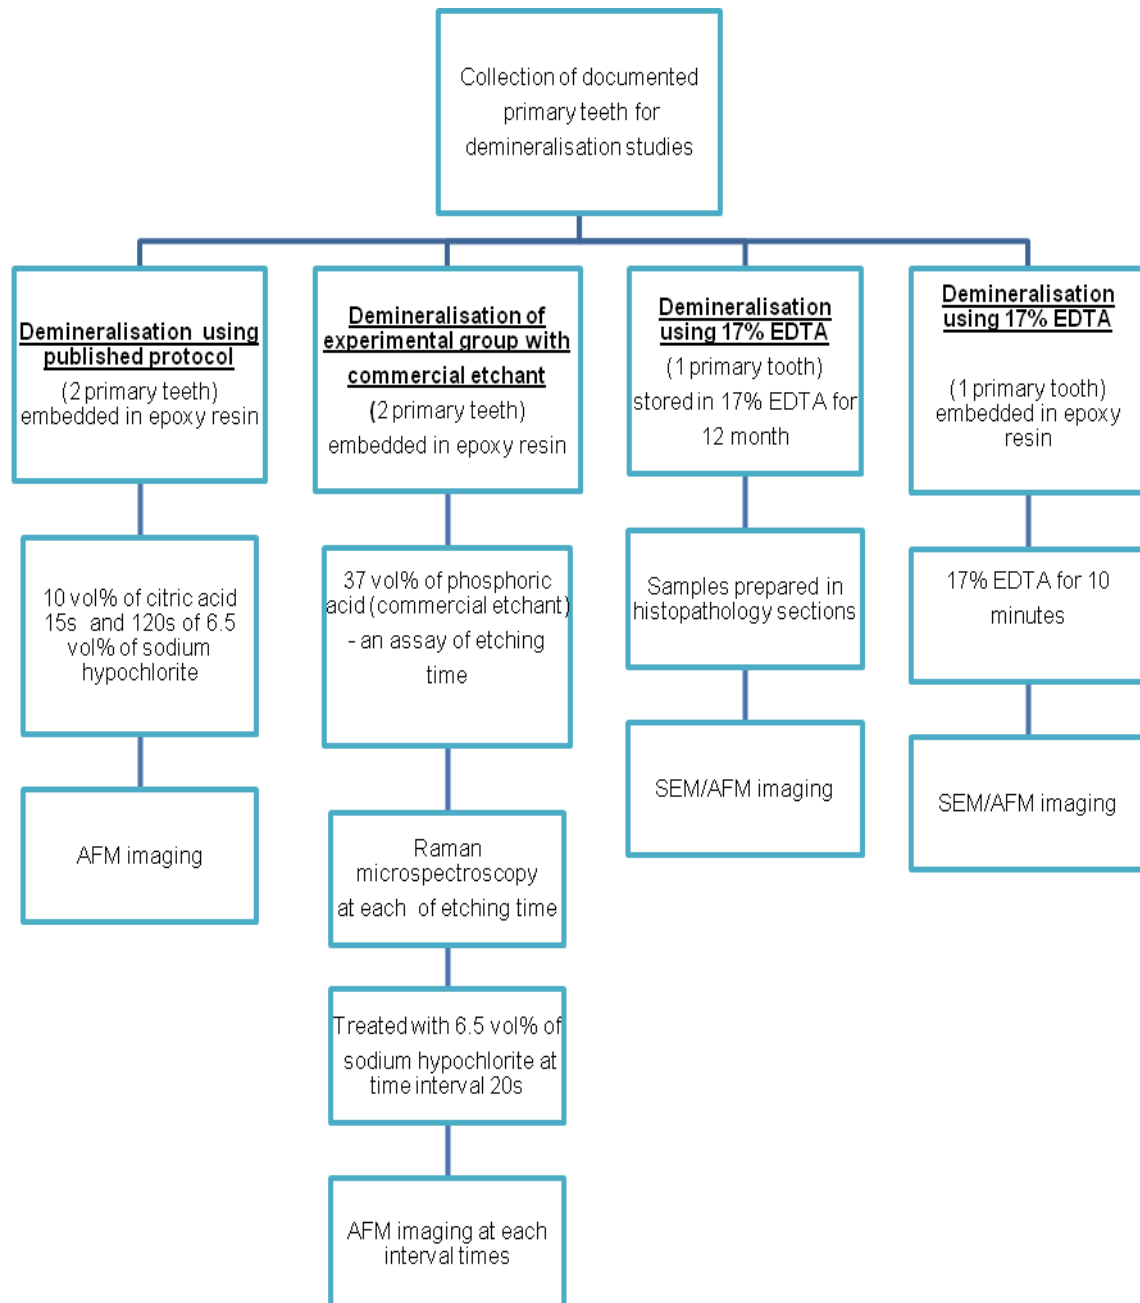 Collection of documented
primary teeth for
demineralisation studies
Demineralisation using
published protocol
(2 primary teeth)
embedded in epoxy resin
10 vol% of citric acid
15s and 120s of 6.5
vol% of sodium
hypochlorite
AFM imaging
Demineralisation of
experimental group with
commercial etchant
(2 primary teeth)
embedded in epoxy resin
37 vol% of phosphoric
acid (commercial etchant)
- an assay of etching
time
Raman
microspectroscopy
at each of etching time
Treated with 6.5 vol% of
sodium hypochlorite at
time interval 20s
AFM imaging at each
interval times
Demineralisation
using 17% EDTA
(1 primary tooth)
stored in 17% EDTA for
12 month
Samples prepared in
histopathology sections
SEM/AFM imaging
Demineralisation
using 17% EDTA
(1 primary tooth)
embedded in epoxy
resin
17% EDTA for 10
minutes
SEM/AFM imaging